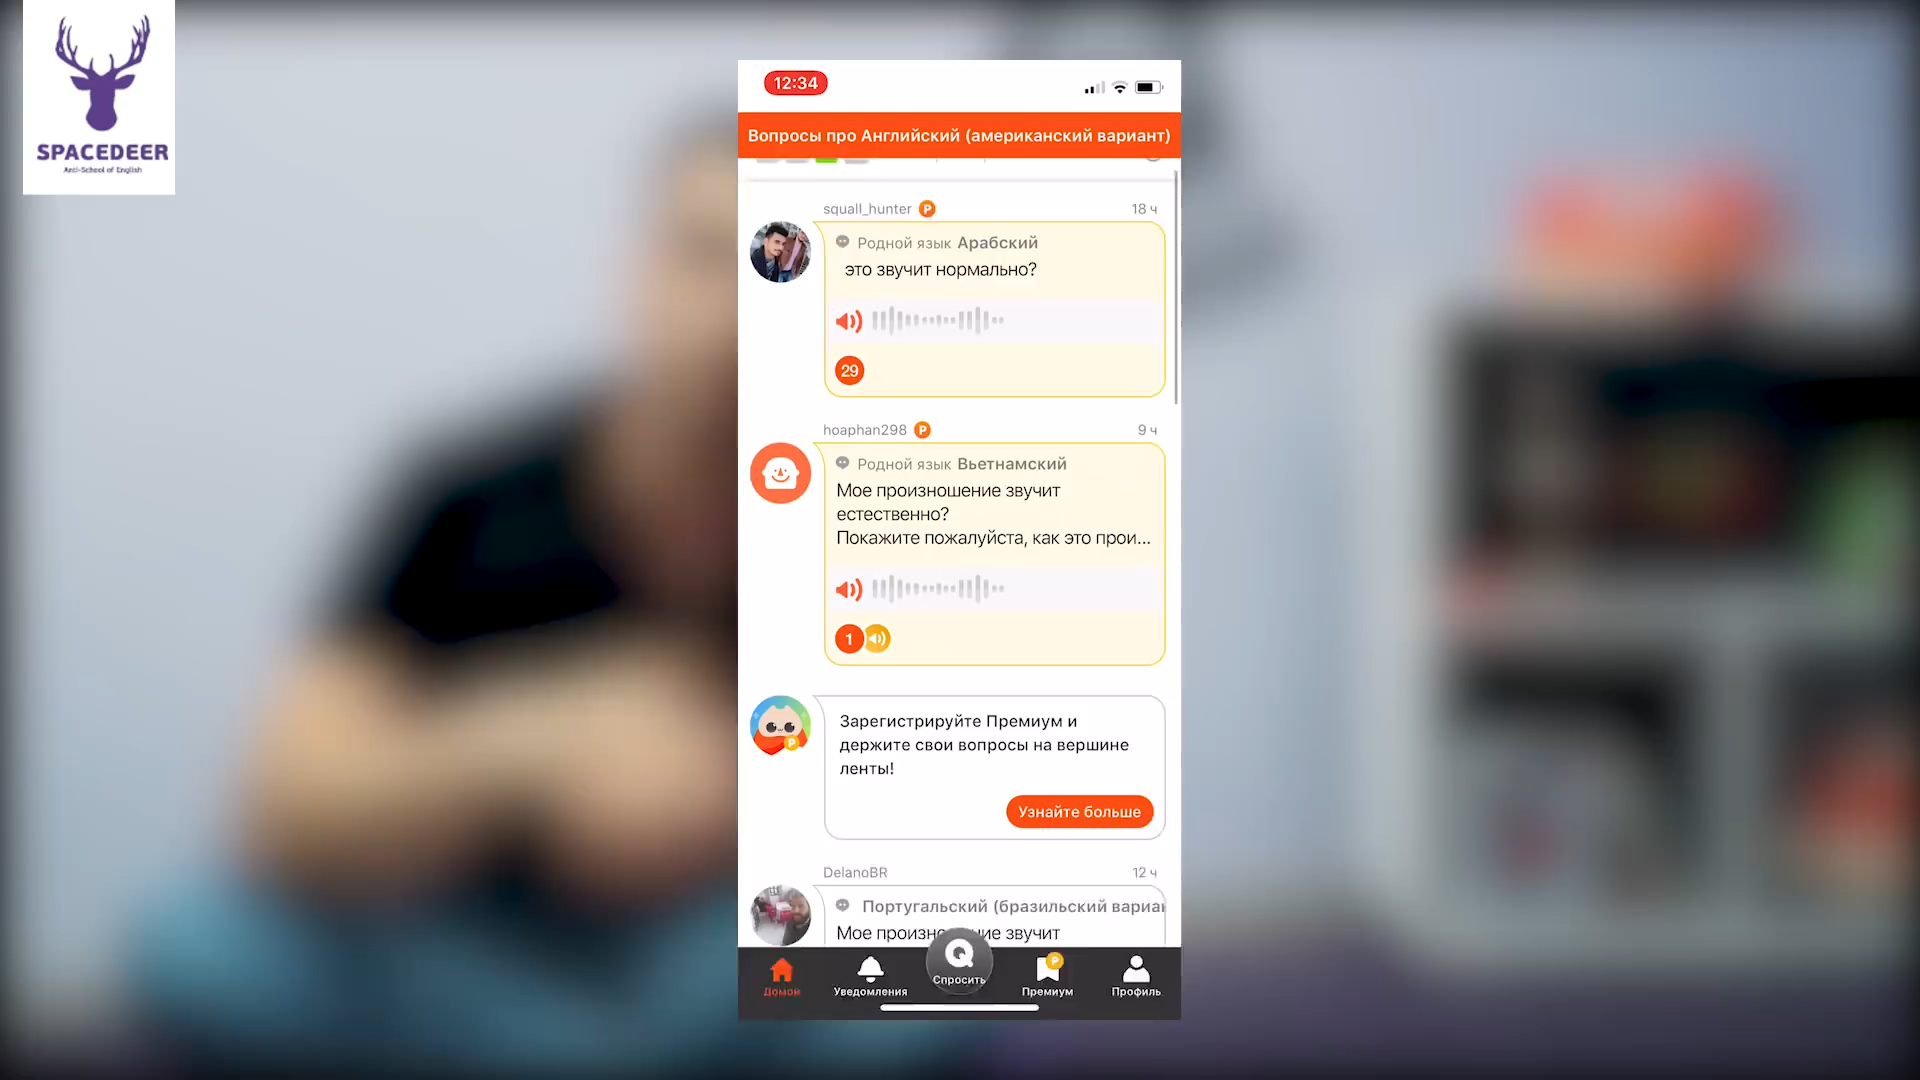 SPACEDEER
Anti-School of English
12:34
Вопросы про Английский (американский вариант)
squall_hunter P
18 ч
Родной язык Арабский
это звучит нормально?
29
hoaphan298 P
9 ч
Родной язык Вьетнамский
Мое произношение звучит
естественно?
Покажите пожалуйста, как это прои...
1
P
Зарегистрируйте Премиум и
держите свои вопросы на вершине
ленты!
Узнайте больше
DelanoBR
12 ч
Португальский (бразильский вариан
Мое звучит
Домой
Уведомления
Q
Спросить
P
Премиум
Профиль